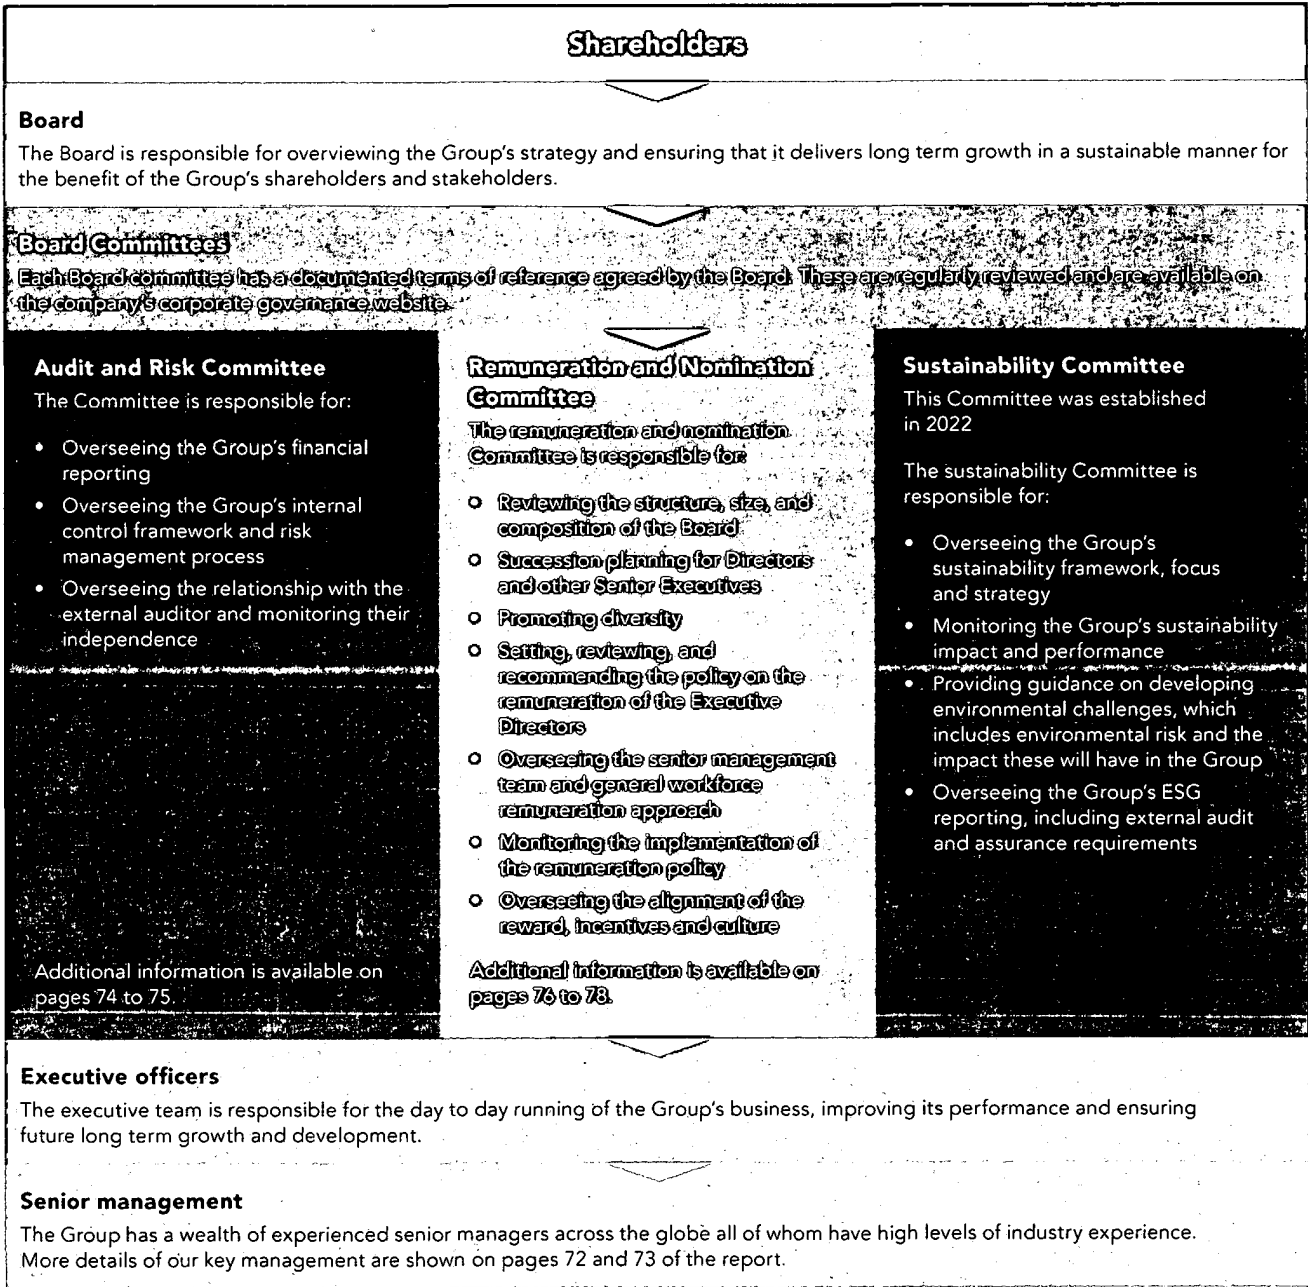 Shareholders
Board
The Board is responsible for overviewing the Group's strategy and ensuring that it delivers long term growth in a sustainable manner for
the benefit of the Group's shareholders and stakeholders.
Board Committees
Each Board committee has a documented terms of reference agreed by the Board. These are regularly reviewed and are available on
the company's corporate governance website.
Audit and Risk Committee
The Committee is responsible for:
• Overseeing the Group's financial
reporting
• Overseeing the Group's internal
control framework and risk
management process
• Overseeing the relationship with the
external auditor and monitoring their
independence
Additional information is available on
pages 74 to 75.
Remuneration and Nomination
Committee
The remuneration and nomination
Committee is responsible for:
• Reviewing the structure, size, and
composition of the Board
• Succession planning for Directors
and other Senior Executives
• Promoting diversity
• Setting, reviewing, and
recommending the policy on the
remuneration of the Executive
Directors
• Overseeing the senior management
team and general workforce
remuneration approach
• Monitoring the implementation of
the remuneration policy
• Overseeing the alignment of the
reward, incentives and culture
Additional information is available on
pages 76 to 78.
Sustainability Committee
This Committee was established
in 2022
The sustainability Committee is
responsible for:
• Overseeing the Group's
sustainability framework, focus
and strategy
• Monitoring the Group's sustainability
impact and performance
• Providing guidance on developing
environmental challenges, which
includes environmental risk and the
impact these will have in the Group
• Overseeing the Group's ESG
reporting, including external audit
and assurance requirements
Executive officers
The executive team is responsible for the day to day running of the Group's business, improving its performance and ensuring
future long term growth and development.
Senior management
The Group has a wealth of experienced senior managers across the globe all of whom have high levels of industry experience.
More details of our key management are shown on pages 72 and 73 of the report.